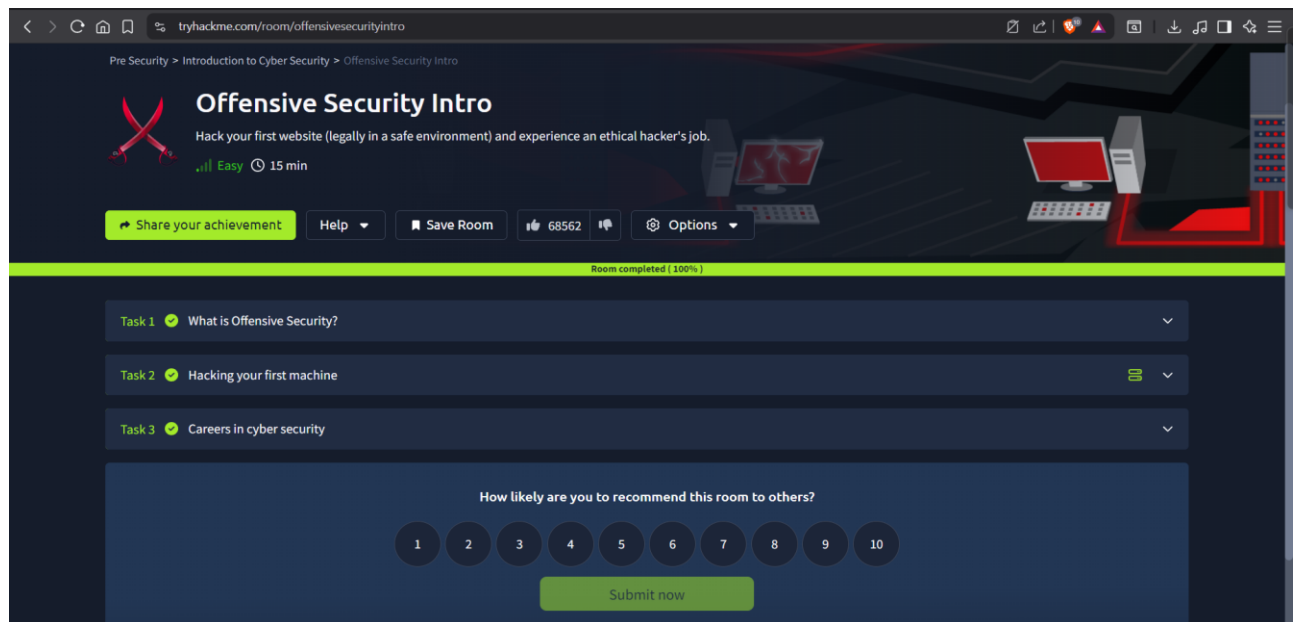 tryhackme.com/room/offensivesecurityintro
Pre Security > Introduction to Cyber Security > Offensive Security Intro
Offensive Security Intro
Hack your first website (legally in a safe environment) and experience an ethical hacker's job.
Easy 15 min
Share your achievement Help Save Room 68562 Options
Room completed ( 100% )
Task 1 What is Offensive Security?
Task 2 Hacking your first machine
Task 3 Careers in cyber security
How likely are you to recommend this room to others?
1 2 3 4 5 6 7 8 9 10
Submit now